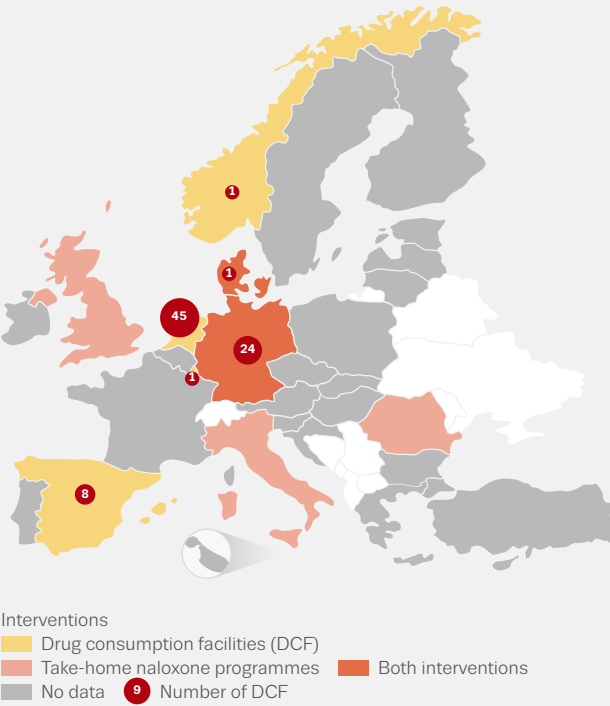 1
1
45
24
1
8
Interventions
Drug consumption facilities (DCF)
Take-home naloxone programmes Both interventions
No data 9 Number of DCF